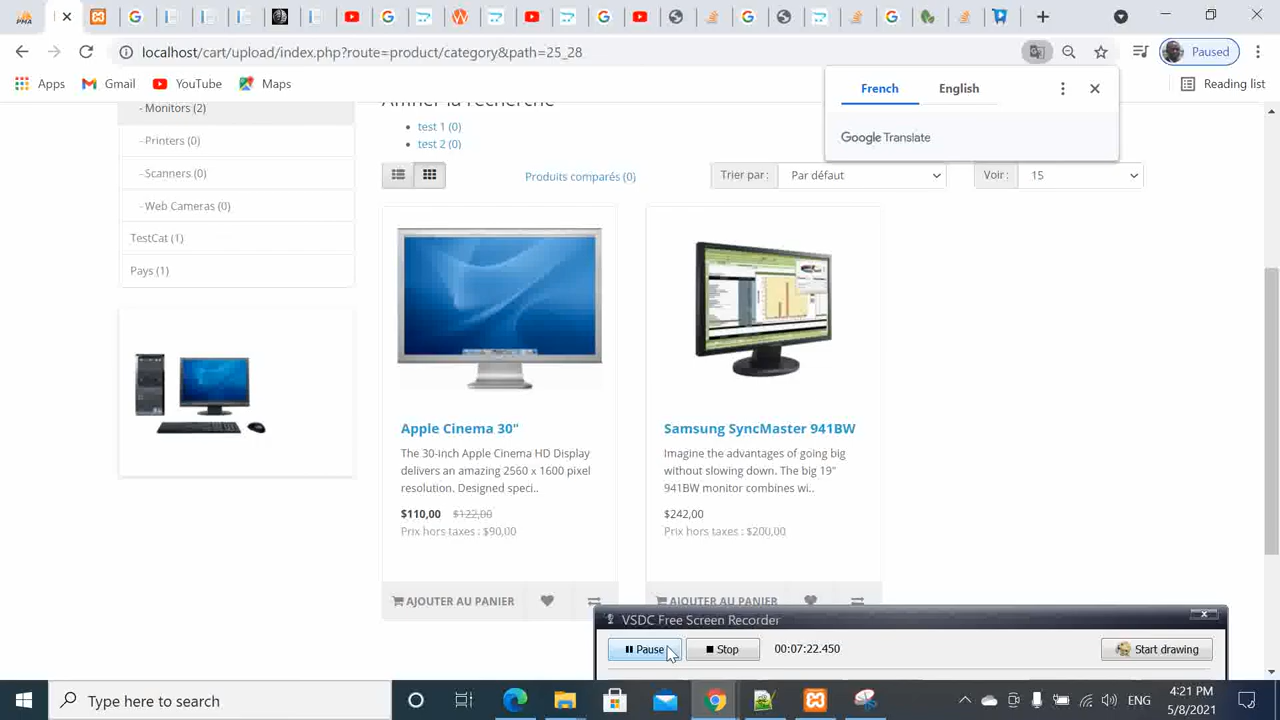 localhost/cart/upload/index.php?route=product/category&path=25_28
Paused
Apps
Gmail
YouTube
Maps
Reading list
French
English
Google Translate
Affiner la recherche
- Monitors (2)
- Printers (0)
- Scanners (0)
- Web Cameras (0)
TestCat (1)
Pays (1)
test 1 (0)
test 2 (0)
Produits comparés (0)
Trier par :
Par défaut
Voir :
15
Apple Cinema 30"
The 30-inch Apple Cinema HD Display
delivers an amazing 2560 x 1600 pixel
resolution. Designed speci..
$110,00 $122,00
Prix hors taxes : $90,00
AJOUTER AU PANIER
Samsung SyncMaster 941BW
Imagine the advantages of going big
without slowing down. The big 19"
941BW monitor combines wi..
$242,00
Prix hors taxes : $200,00
AJOUTER AU PANIER
VSDC Free Screen Recorder
Pause
Stop
00:07:22.450
Start drawing
Type here to search
ENG
4:21 PM
5/8/2021